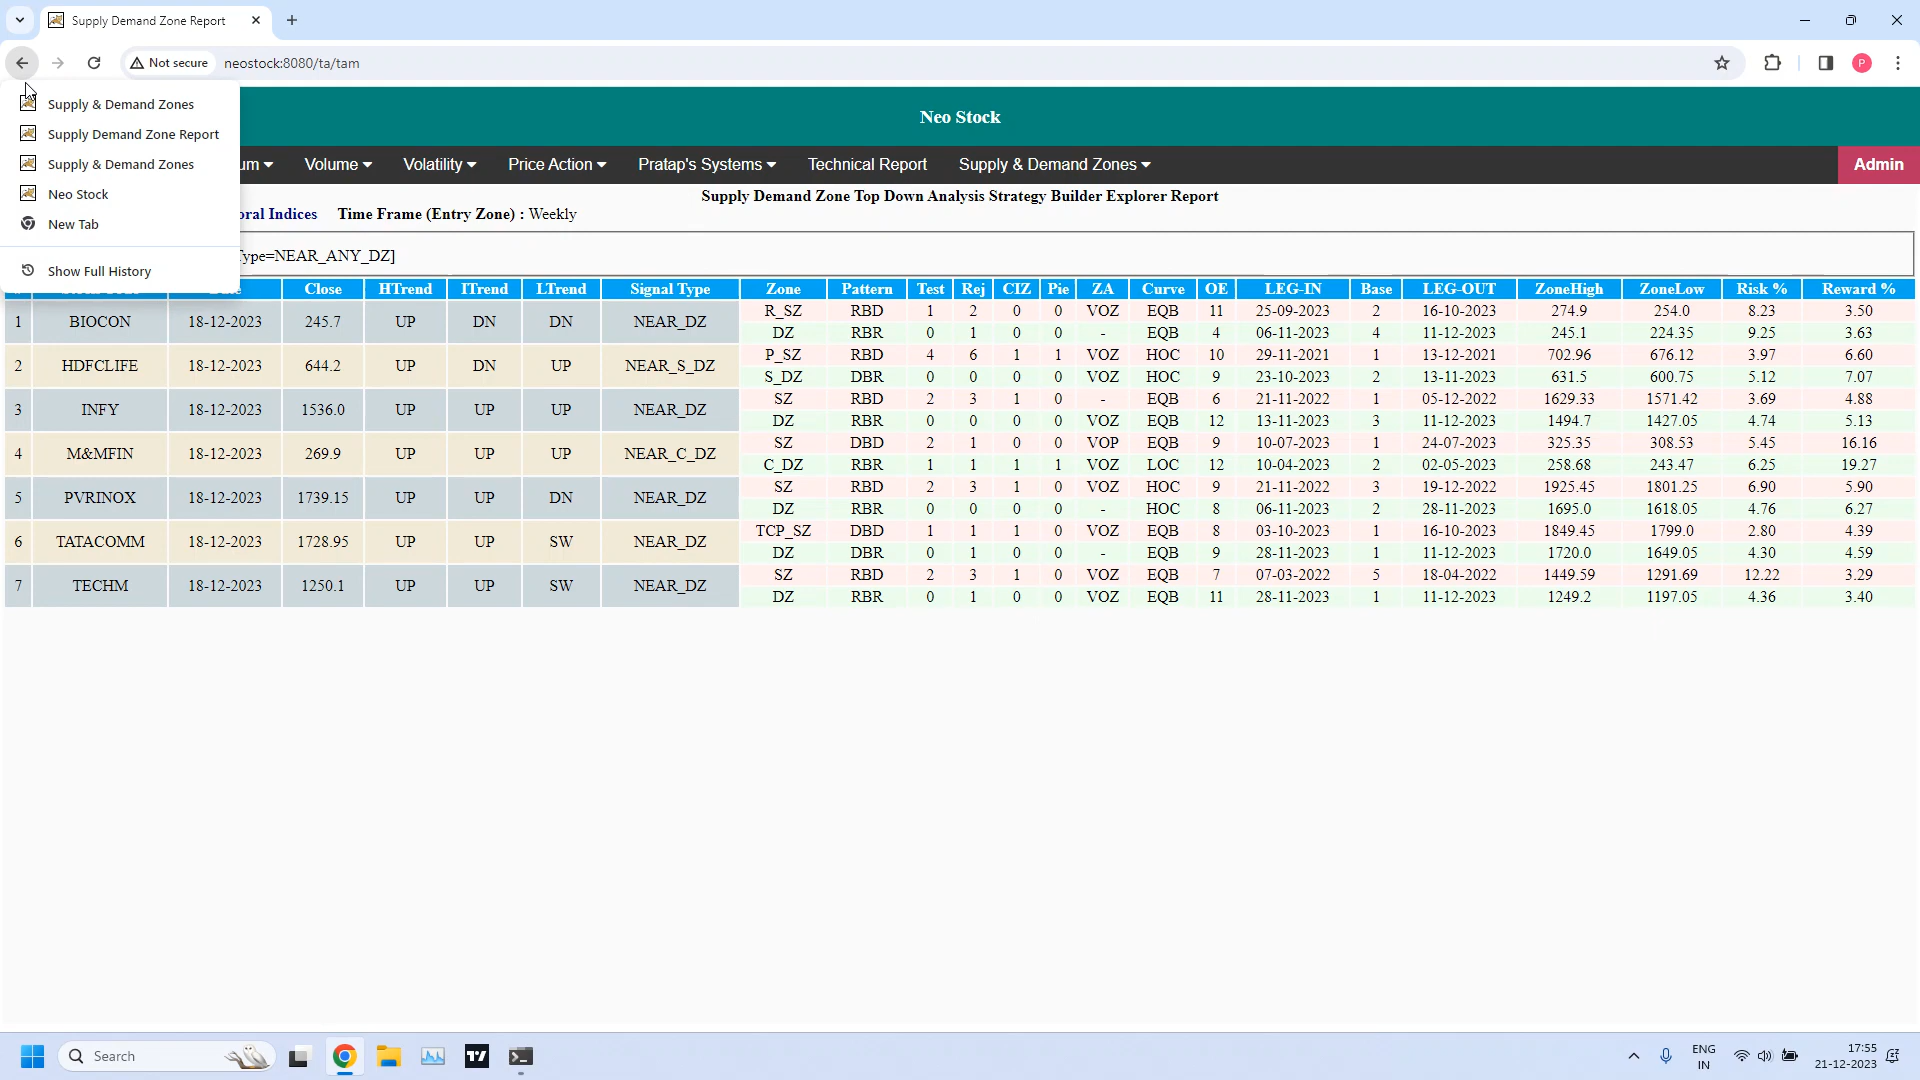 Supply Demand Zone Report
Not secure neostock:8080/ta/tam
P
Supply & Demand Zones
Supply Demand Zone Report
Supply & Demand Zones
Neo Stock
New Tab
Show Full History
Neo Stock
um Volume Volatility Price Action Pratap's Systems Technical Report Supply & Demand Zones Admin
Supply Demand Zone Top Down Analysis Strategy Builder Explorer Report
oral Indices Time Frame (Entry Zone) : Weekly
Type=NEAR_ANY_DZ]
Close HTrend ITrend LTrend Signal Type Zone Pattern Test Rej CIZ Pie ZA Curve OE LEG-IN Base LEG-OUT ZoneHigh ZoneLow Risk % Reward %
1 BIOCON 18-12-2023 245.7 UP DN DN NEAR_DZ R_SZ RBD 1 2 0 0 VOZ EQB 11 25-09-2023 2 16-10-2023 274.9 254.0 8.23 3.50
DZ RBR 0 1 0 0 - EQB 4 06-11-2023 4 11-12-2023 245.1 224.35 9.25 3.63
2 HDFCLIFE 18-12-2023 644.2 UP DN UP NEAR_S_DZ P_SZ RBD 4 6 1 1 VOZ HOC 10 29-11-2021 1 13-12-2021 702.96 676.12 3.97 6.60
S_DZ DBR 0 0 0 0 VOZ HOC 9 23-10-2023 2 13-11-2023 631.5 600.75 5.12 7.07
3 INFY 18-12-2023 1536.0 UP UP UP NEAR_DZ SZ RBD 2 3 1 0 - EQB 6 21-11-2022 1 05-12-2022 1629.33 1571.42 3.69 4.88
DZ RBR 0 0 0 0 VOZ EQB 12 13-11-2023 3 11-12-2023 1494.7 1427.05 4.74 5.13
4 M&MFIN 18-12-2023 269.9 UP UP UP NEAR_C_DZ SZ DBD 2 1 0 0 VOP EQB 9 10-07-2023 1 24-07-2023 325.35 308.53 5.45 16.16
C_DZ RBR 1 1 1 1 VOZ LOC 12 10-04-2023 2 02-05-2023 258.68 243.47 6.25 19.27
5 PVRINOX 18-12-2023 1739.15 UP UP DN NEAR_DZ SZ RBD 2 3 1 0 VOZ HOC 9 21-11-2022 3 19-12-2022 1925.45 1801.25 6.90 5.90
DZ RBR 0 0 0 0 - HOC 8 06-11-2023 2 28-11-2023 1695.0 1618.05 4.76 6.27
6 TATACOMM 18-12-2023 1728.95 UP UP SW NEAR_DZ TCP_SZ DBD 1 1 1 0 VOZ EQB 8 03-10-2023 1 16-10-2023 1849.45 1799.0 2.80 4.39
DZ DBR 0 1 0 0 - EQB 9 28-11-2023 1 11-12-2023 1720.0 1649.05 4.30 4.59
7 TECHM 18-12-2023 1250.1 UP UP SW NEAR_DZ SZ RBD 2 3 1 0 VOZ EQB 7 07-03-2022 5 18-04-2022 1449.59 1291.69 12.22 3.29
DZ RBR 0 1 0 0 VOZ EQB 11 28-11-2023 1 11-12-2023 1249.2 1197.05 4.36 3.40
Search
ENG
IN
17:55
21-12-2023